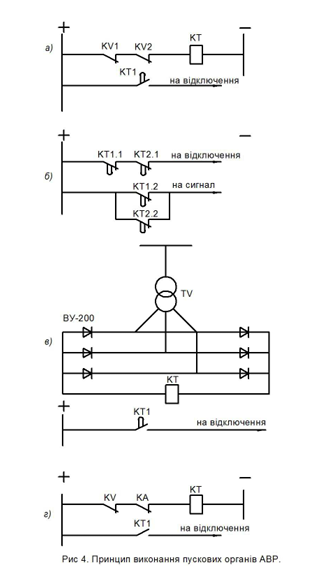 + −
а) KV1 KV2 KT
KT1 на відключення
+ −
KT1.1 KT2.1 на відключення
б) KT1.2 на сигнал
KT2.2
TV
ВУ-200
в)
KT
+
KT1 на відключення
+ −
г) KV KA KT
KT1 на відключення
Рис 4. Принцип виконання пускових органів АВР.